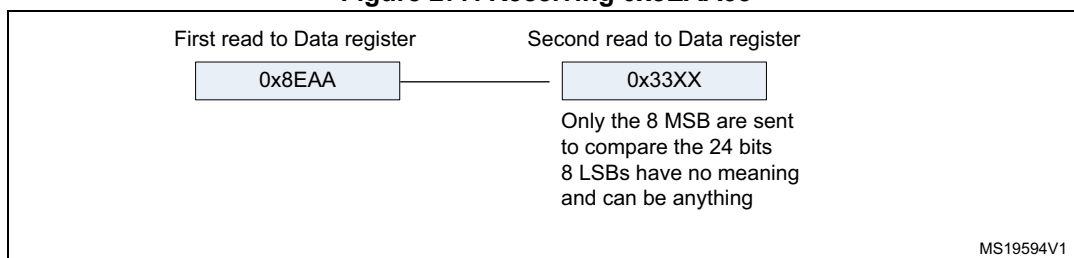 First read to Data register
Second read to Data register
0x8EAA
0x33XX
Only the 8 MSB are sent
to compare the 24 bits
8 LSBs have no meaning
and can be anything
MS19594V1